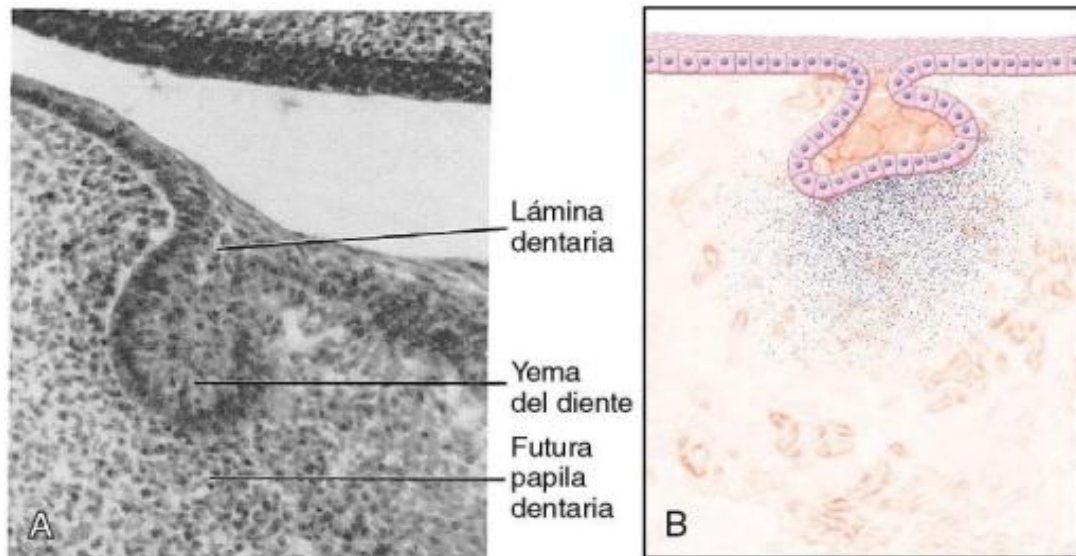 Lámina
dentaria
Yema
del diente
Futura
papila
dentaria
A
B